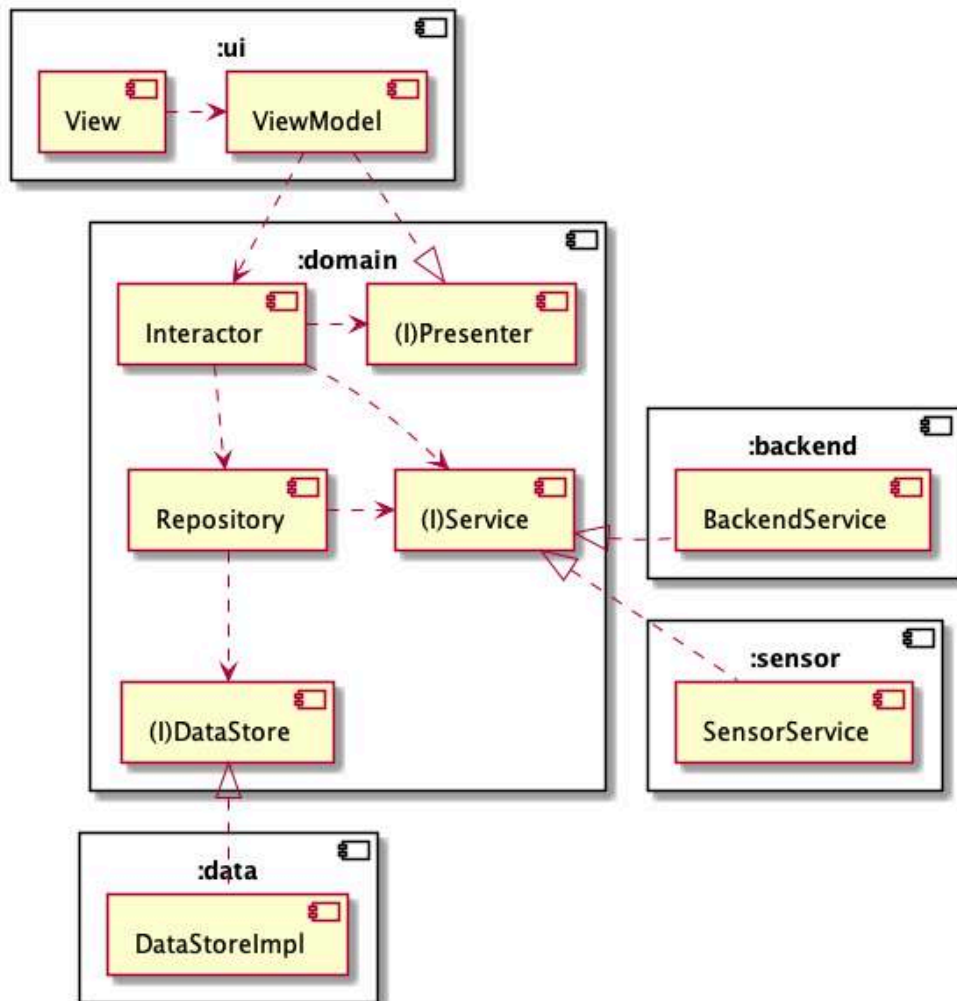 :ui
View
ViewModel
:domain
Interactor
(I)Presenter
Repository
(I)Service
:backend
BackendService
:sensor
SensorService
(I)DataStore
:data
DataStoreImpl